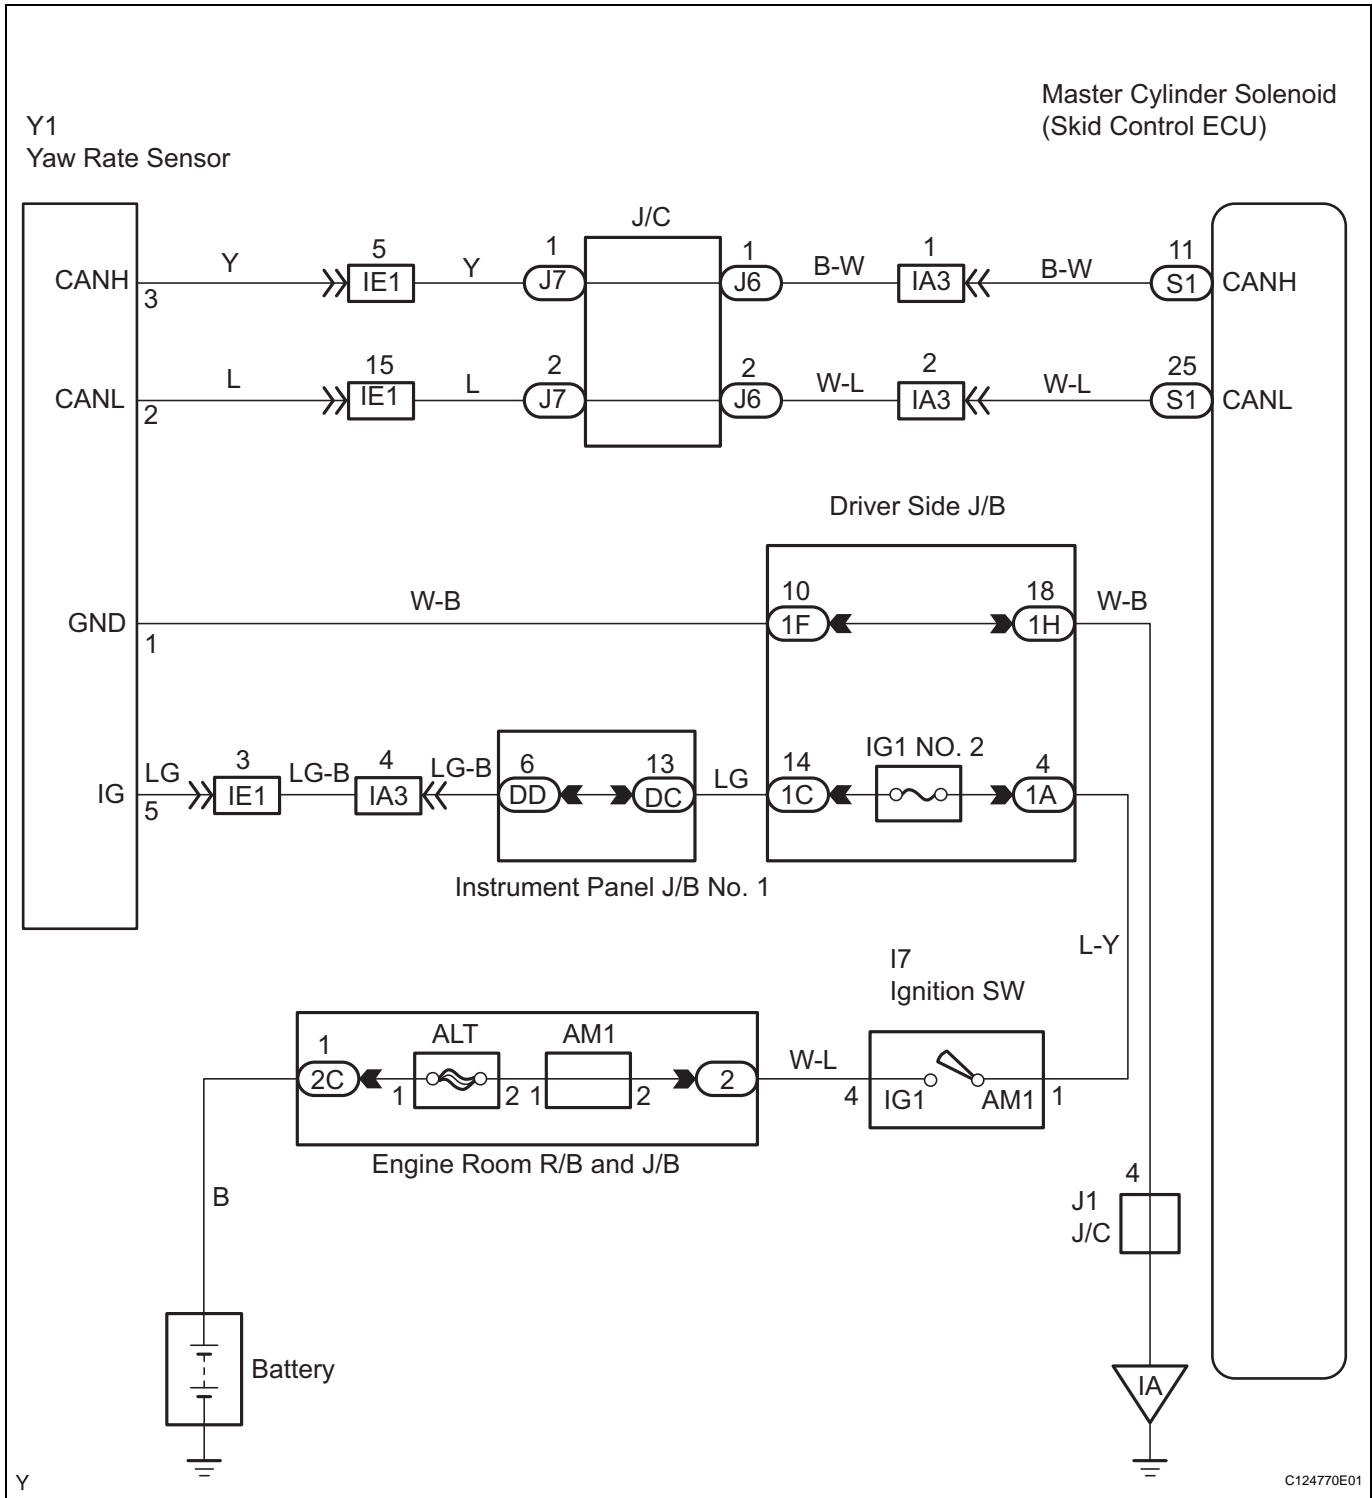 Master Cylinder Solenoid
(Skid Control ECU)
Y1
Yaw Rate Sensor
J/C
CANH
3
Y
5
IE1
Y
1
J7
1
J6
B-W
1
IA3
B-W
11
S1
CANH
CANL
2
L
15
IE1
L
2
J7
2
J6
W-L
2
IA3
W-L
25
S1
CANL
Driver Side J/B
GND
1
W-B
10
1F
18
1H
W-B
IG
5
LG
3
IE1
LG-B
4
IA3
LG-B
6
DD
13
DC
LG
14
1C
IG1 NO. 2
4
1A
Instrument Panel J/B No. 1
L-Y
I7
Ignition SW
1
2C
ALT
1
2
AM1
1
2
2
W-L
4
IG1
AM1
1
Engine Room R/B and J/B
B
4
J1
J/C
Battery
IA
Y
C124770E01